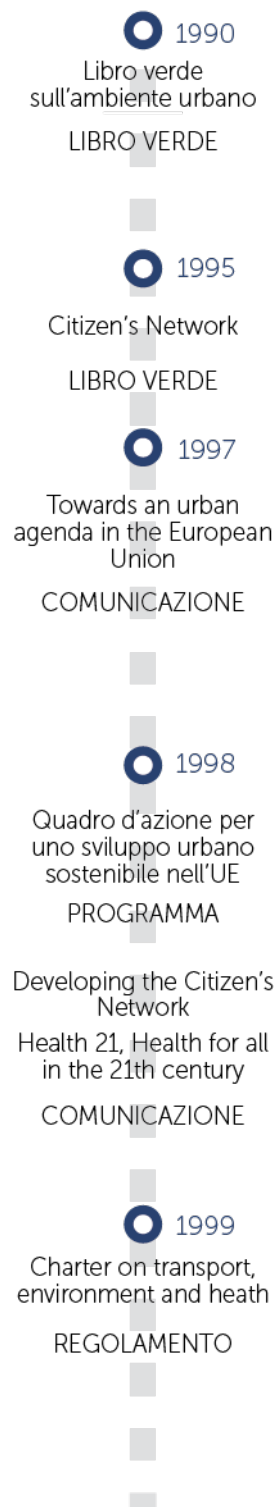 1990
Libro verde
sull'ambiente urbano
LIBRO VERDE
1995
Citizen's Network
LIBRO VERDE
1997
Towards an urban
agenda in the European
Union
COMUNICAZIONE
1998
Quadro d'azione per
uno sviluppo urbano
sostenibile nell'UE
PROGRAMMA
Developing the Citizen's
Network
Health 21, Health for all
in the 21th century
COMUNICAZIONE
1999
Charter on transport,
environment and heath
REGOLAMENTO